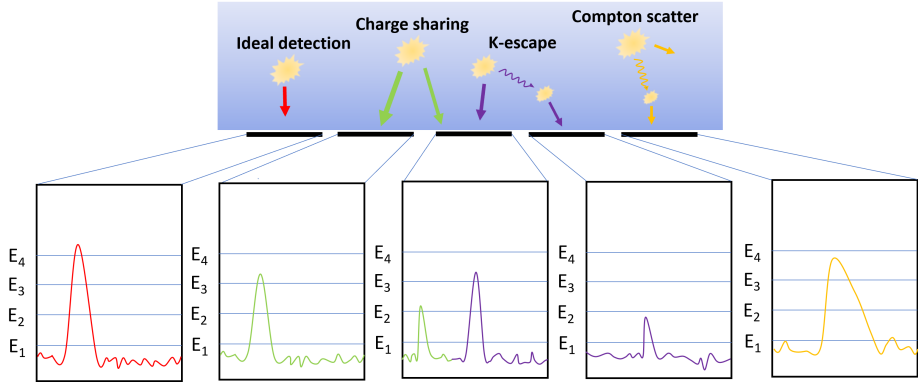 Ideal detection
Charge sharing
K-escape
Compton scatter
E4
E3
E2
E1
E4
E3
E2
E1
E4
E3
E2
E1
E4
E3
E2
E1
E4
E3
E2
E1